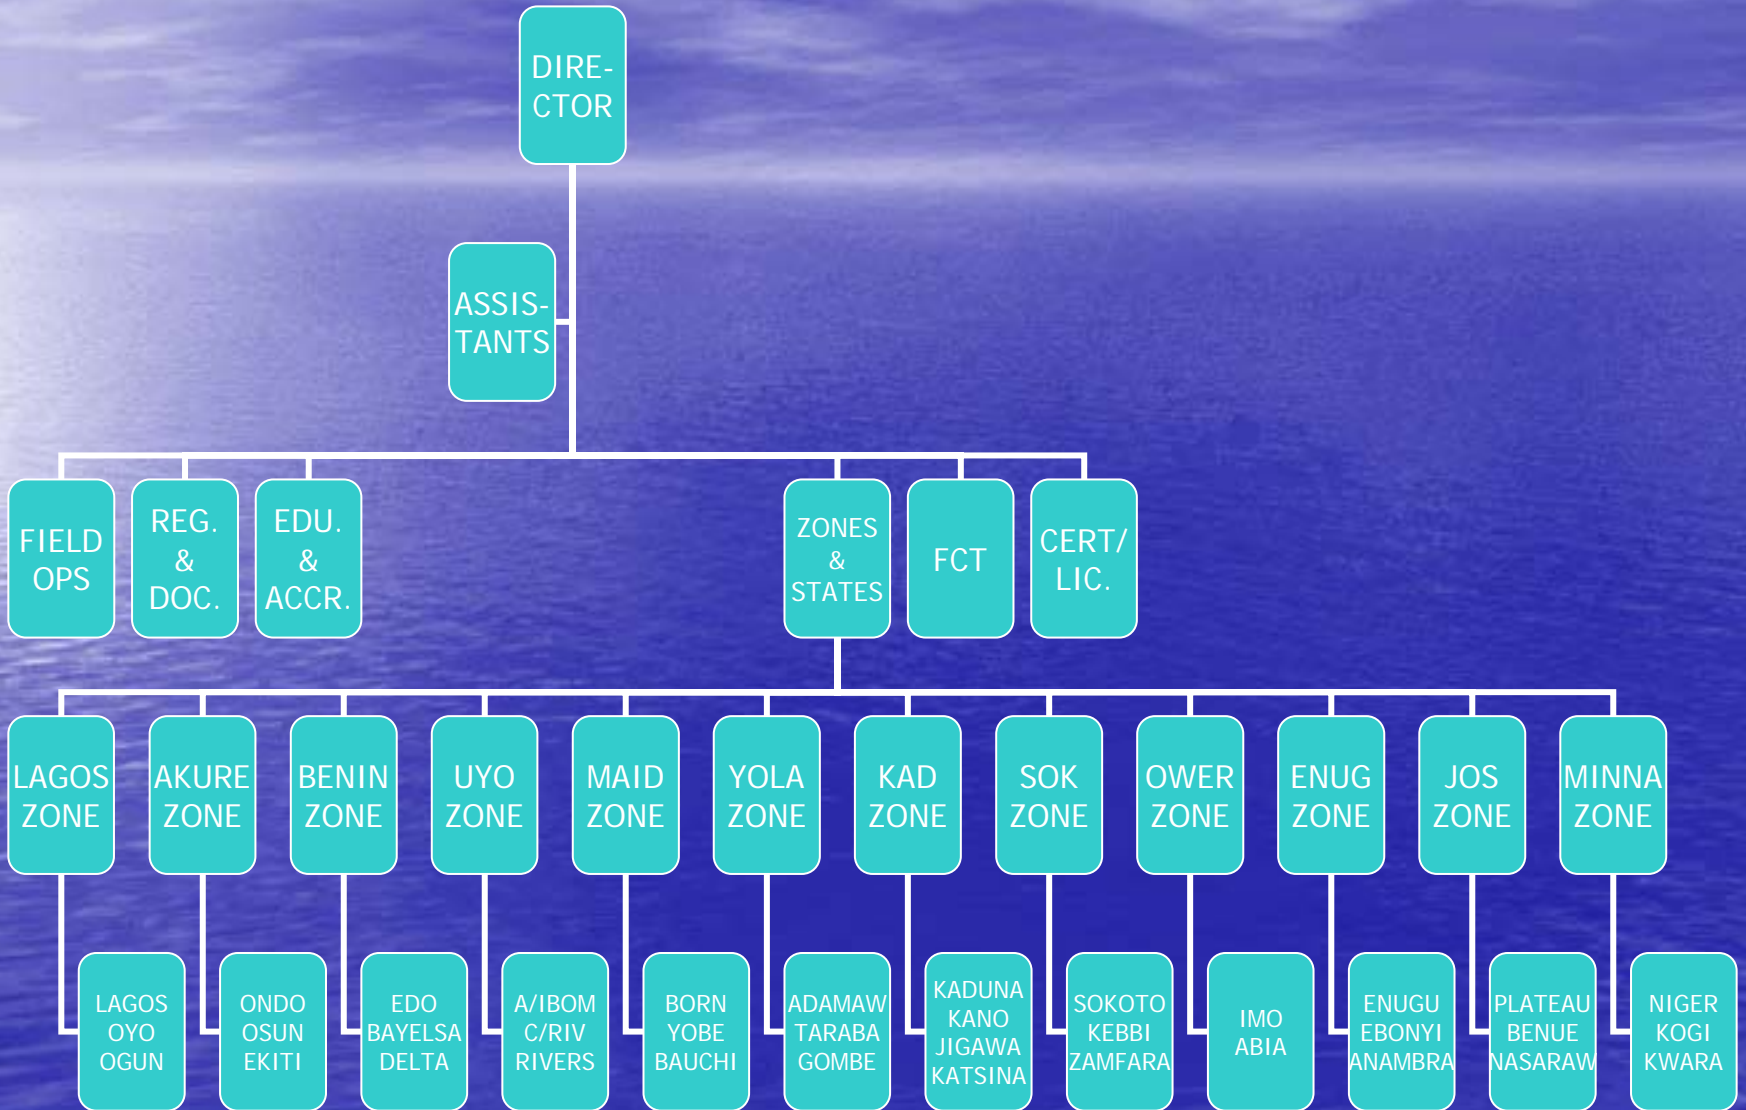 DIRE-
CTOR
ASSIS-
TANTS
FIELD
OPS
REG.
&
DOC.
EDU.
&
ACCR.
ZONES
&
STATES
FCT
CERT/
LIC.
LAGOS
ZONE
AKURE
ZONE
BENIN
ZONE
UYO
ZONE
MAID
ZONE
YOLA
ZONE
KAD
ZONE
SOK
ZONE
OWER
ZONE
ENUG
ZONE
JOS
ZONE
MINNA
ZONE
LAGOS
OYO
OGUN
ONDO
OSUN
EKITI
EDO
BAYELSA
DELTA
A/IBOM
C/RIV
RIVERS
BORN
YOBE
BAUCHI
ADAMAW
TARABA
GOMBE
KADUNA
KANO
JIGAWA
KATSINA
SOKOTO
KEBBI
ZAMFARA
IMO
ABIA
ENUGU
EBONYI
ANAMBRA
PLATEAU
BENUE
NASARAW
NIGER
KOGI
KWARA